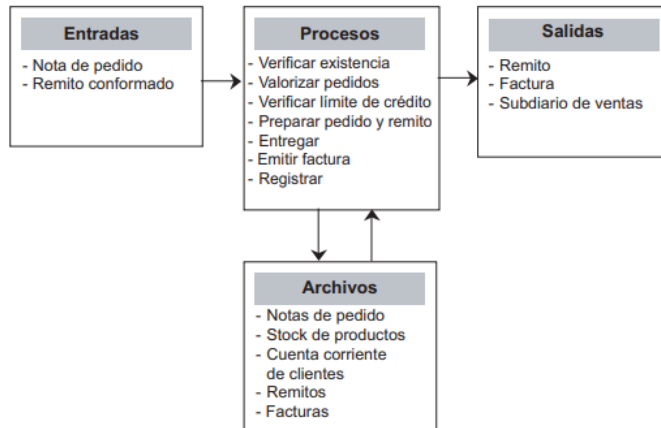 Entradas
- Nota de pedido
- Remito conformado
Procesos
- Verificar existencia
- Valorizar pedidos
- Verificar límite de crédito
- Preparar pedido y remito
- Entregar
- Emitir factura
- Registrar
Salidas
- Remito
- Factura
- Subdiario de ventas
Archivos
- Notas de pedido
- Stock de productos
- Cuenta corriente
de clientes
- Remitos
- Facturas